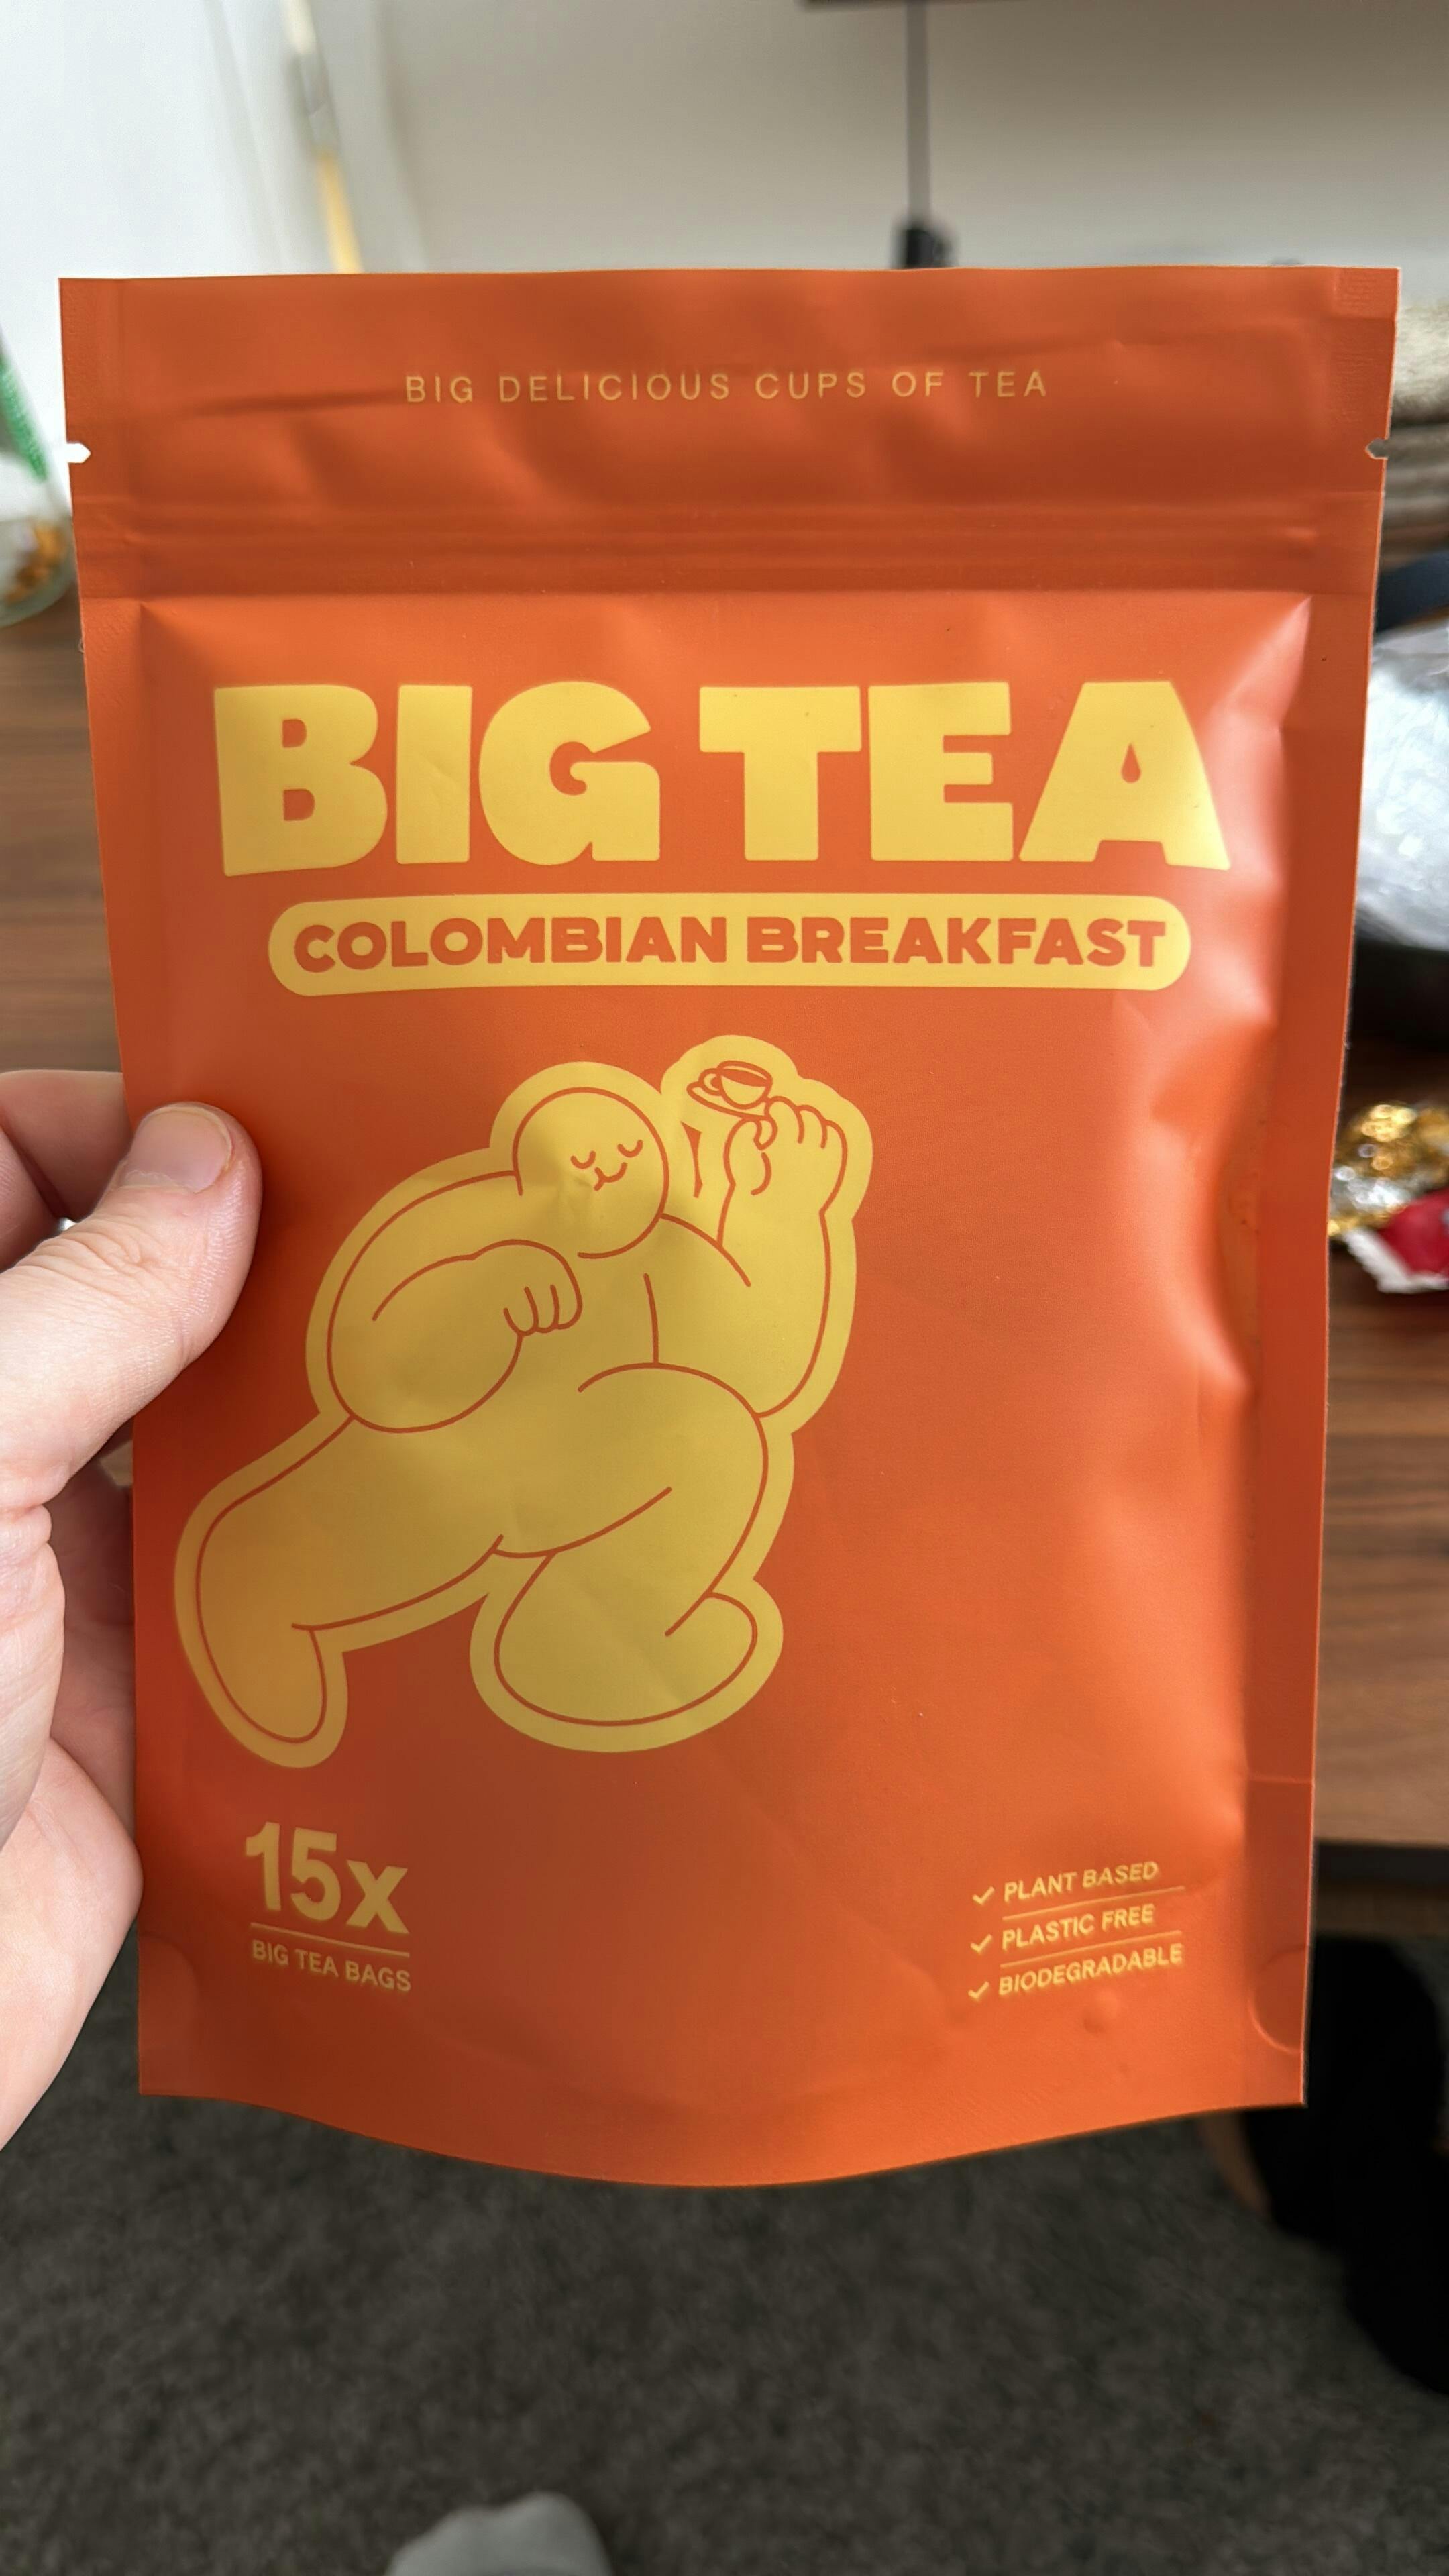 BIG DELICIOUS CUPS OF TEA
BIG TEA
COLOMBIAN BREAKFAST
15x
BIG TEA BAGS
PLANT BASED
PLASTIC FREE
BIODEGRADABLE